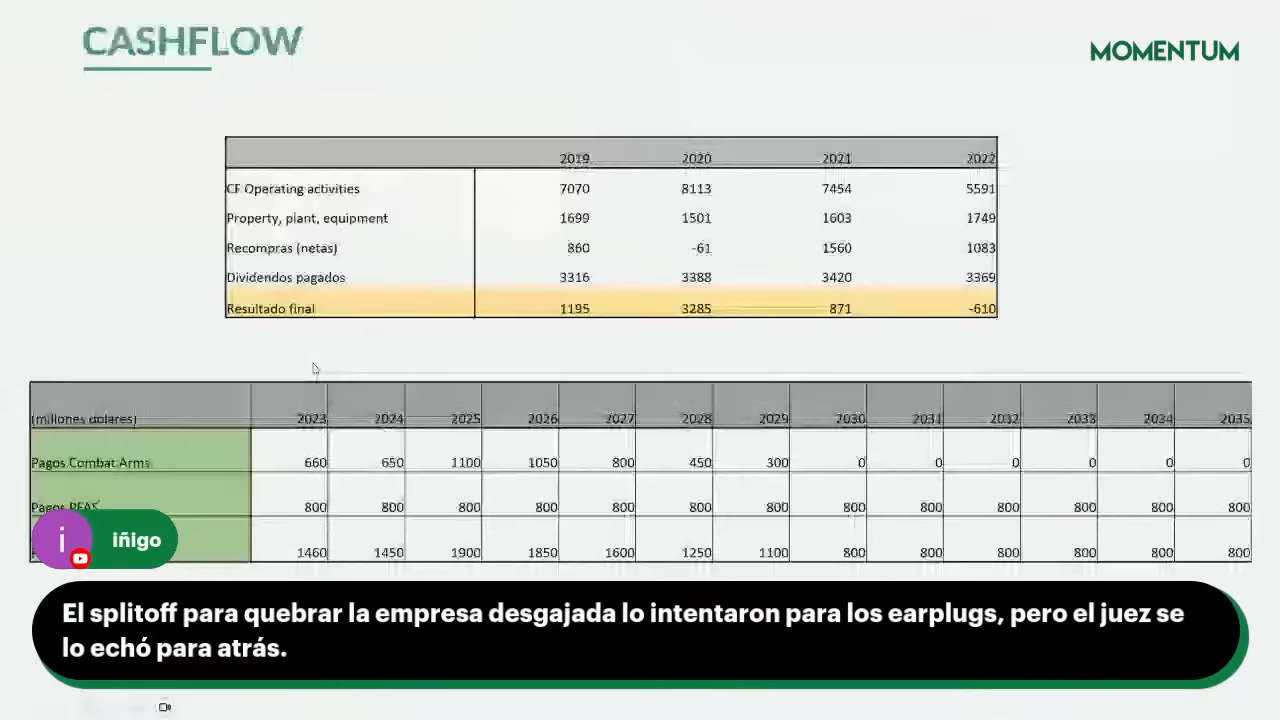 CASHFLOW
MOMENTUM
2019 2020 2021 2022
CF Operating activities 7070 8113 7454 5591
Property, plant, equipment 1699 1501 1603 1749
Recompras (netas) 860 -61 1560 1083
Dividendos pagados 3316 3388 3420 3369
Resultado final 1195 3285 871 -610
(millones dolares) 2023 2024 2025 2026 2027 2028 2029 2030 2031 2032 2033 2034 2035
Pagos Combat Arms 660 650 1100 1050 800 450 300 0 0 0 0 0 0
Pagos PFAS 800 800 800 800 800 800 800 800 800 800 800 800 800
1460 1450 1900 1850 1600 1250 1100 800 800 800 800 800 800
i iñigo
El splitoff para quebrar la empresa desgajada lo intentaron para los earplugs, pero el juez se
lo echó para atrás.